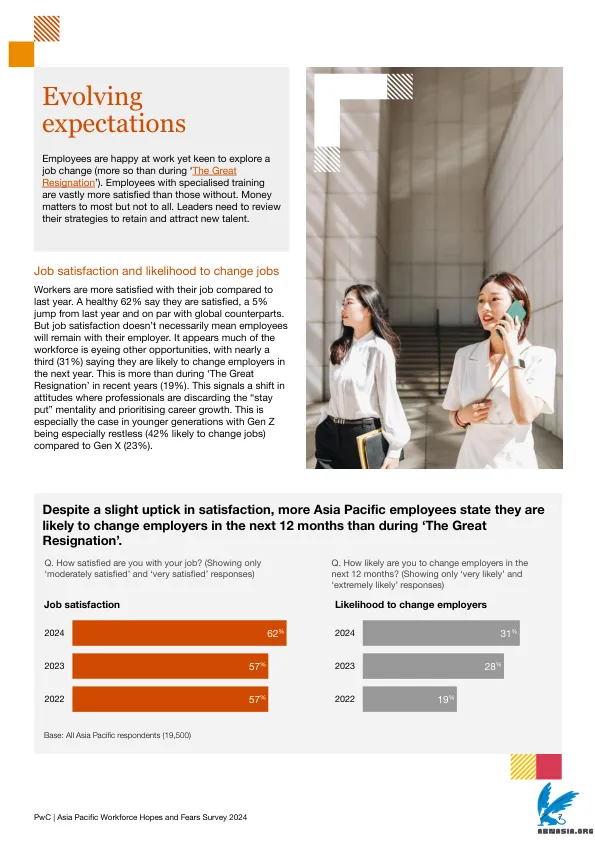 Evolving
expectations
Employees are happy at work yet keen to explore a
job change (more so than during ‘The Great
Resignation’). Employees with specialised training
are vastly more satisfied than those without. Money
matters to most but not to all. Leaders need to review
their strategies to retain and attract new talent.
Job satisfaction and likelihood to change jobs
Workers are more satisfied with their job compared to
last year. A healthy 62% say they are satisfied, a 5%
jump from last year and on par with global counterparts.
But job satisfaction doesn’t necessarily mean employees
will remain with their employer. It appears much of the
workforce is eyeing other opportunities, with nearly a
third (31%) saying they are likely to change employers in
the next year. This is more than during ‘The Great
Resignation’ in recent years (19%). This signals a shift in
attitudes where professionals are discarding the “stay
put” mentality and prioritising career growth. This is
especially the case in younger generations with Gen Z
being especially restless (42% likely to change jobs)
compared to Gen X (23%).
Despite a slight uptick in satisfaction, more Asia Pacific employees state they are
likely to change employers in the next 12 months than during ‘The Great
Resignation’.
Q. How satisfied are you with your job? (Showing only
‘moderately satisfied’ and ‘very satisfied’ responses)
Job satisfaction
2024 62%
2023 57%
2022 57%
Q. How likely are you to change employers in the
next 12 months? (Showing only ‘very likely’ and
‘extremely likely’ responses)
Likelihood to change employers
2024 31%
2023 28%
2022 19%
Base: All Asia Pacific respondents (19,500)
PwC | Asia Pacific Workforce Hopes and Fears Survey 2024
ABNASIA.ORG